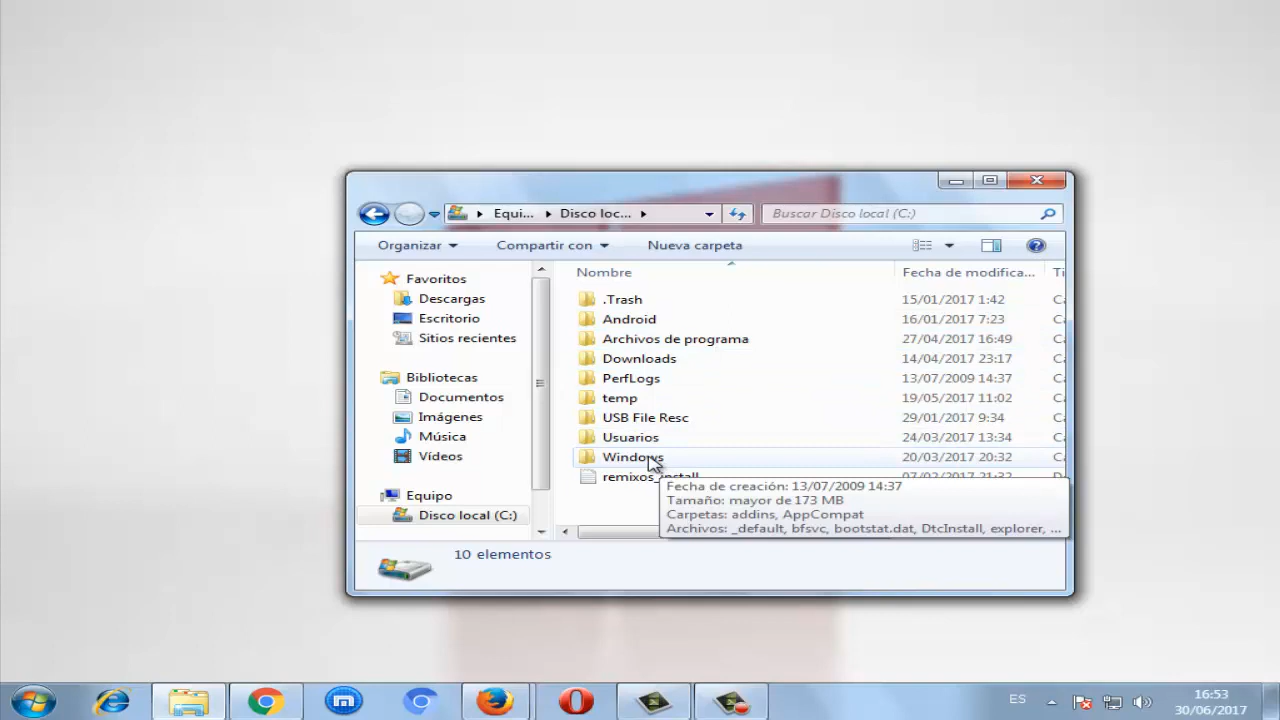 Equi... Disco loc...
Buscar Disco local (C:)
Organizar Compartir con Nueva carpeta
Favoritos
Descargas
Escritorio
Sitios recientes
Bibliotecas
Documentos
Imágenes
Música
Vídeos
Equipo
Disco local (C:)
Nombre Fecha de modifica...
.Trash 15/01/2017 1:42
Android 16/01/2017 7:23
Archivos de programa 27/04/2017 16:49
Downloads 14/04/2017 23:17
PerfLogs 13/07/2009 14:37
temp 19/05/2017 11:02
USB File Resc 29/01/2017 9:34
Usuarios 24/03/2017 13:34
Windows 20/03/2017 20:32
remixos_install 07/02/2017 21:32
Fecha de creación: 13/07/2009 14:37
Tamaño: mayor de 173 MB
Carpetas: addins, AppCompat
Archivos: _default, bfsvc, bootstat.dat, DtcInstall, explorer, ...
10 elementos
ES
16:53
30/06/2017